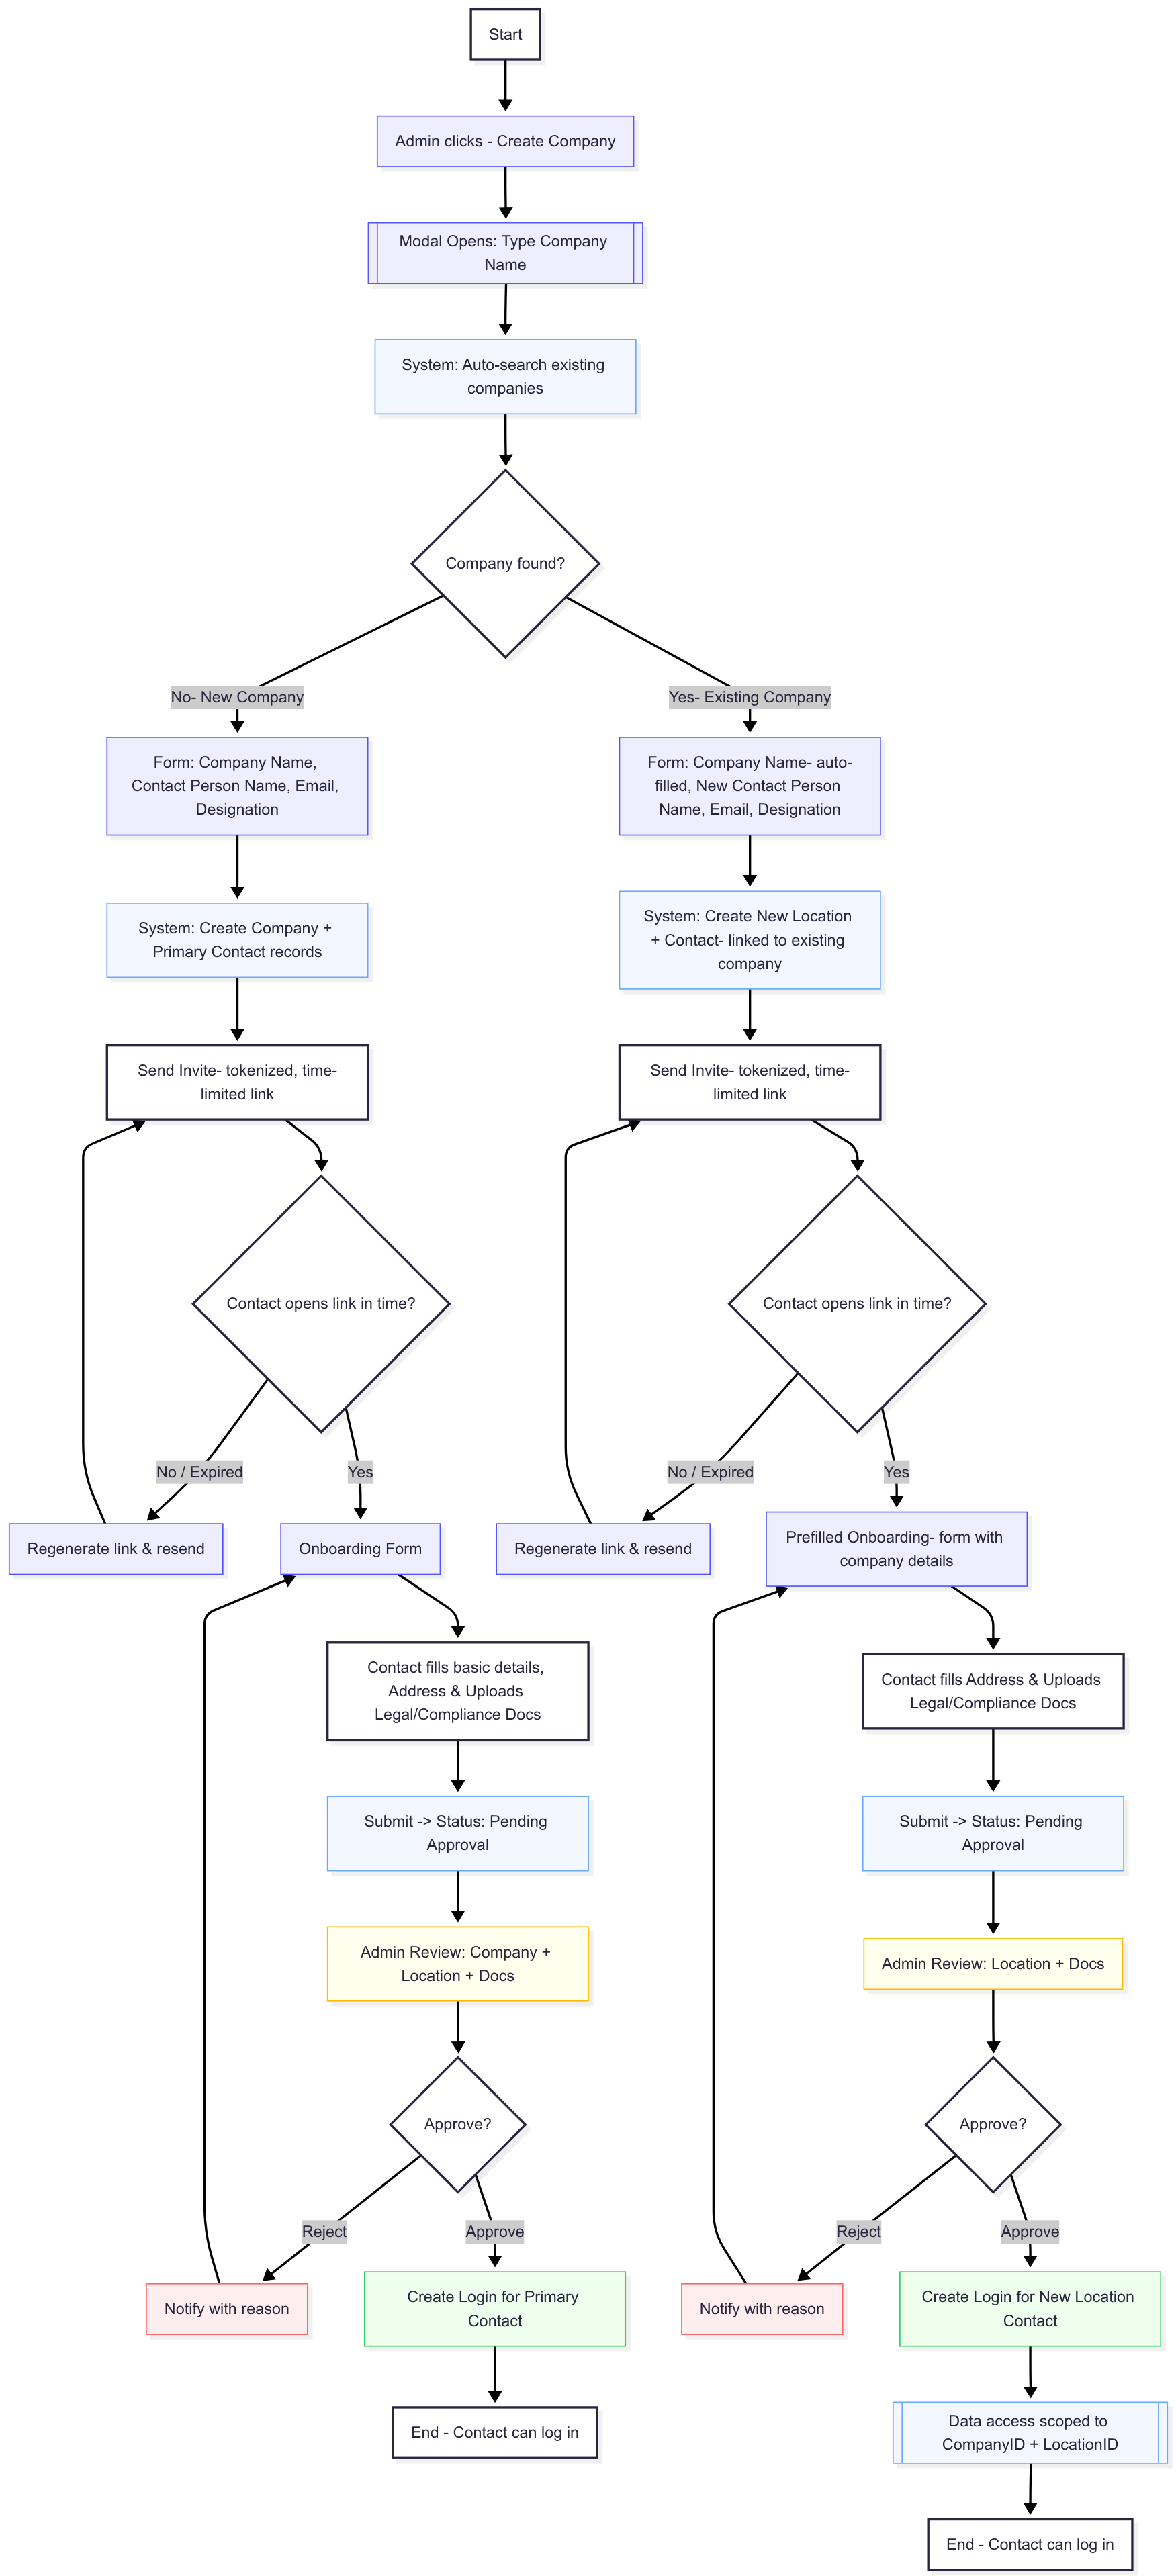 Start
Admin clicks - Create Company
Modal Opens: Type Company
Name
System: Auto-search existing
companies
Company found?
No- New Company
Yes- Existing Company
Form: Company Name,
Contact Person Name, Email,
Designation
Form: Company Name- auto-
filled, New Contact Person
Name, Email, Designation
System: Create Company +
Primary Contact records
System: Create New Location
+ Contact- linked to existing
company
Send Invite- tokenized, time-
limited link
Send Invite- tokenized, time-
limited link
Contact opens link in time?
Contact opens link in time?
No / Expired
Yes
No / Expired
Yes
Regenerate link & resend
Onboarding Form
Regenerate link & resend
Prefilled Onboarding- form with
company details
Contact fills basic details,
Address & Uploads
Legal/Compliance Docs
Contact fills Address & Uploads
Legal/Compliance Docs
Submit -> Status: Pending
Approval
Submit -> Status: Pending
Approval
Admin Review: Company +
Location + Docs
Admin Review: Location + Docs
Approve?
Approve?
Reject
Approve
Reject
Approve
Notify with reason
Create Login for Primary
Contact
Notify with reason
Create Login for New Location
Contact
End - Contact can log in
Data access scoped to
CompanyID + LocationID
End - Contact can log in